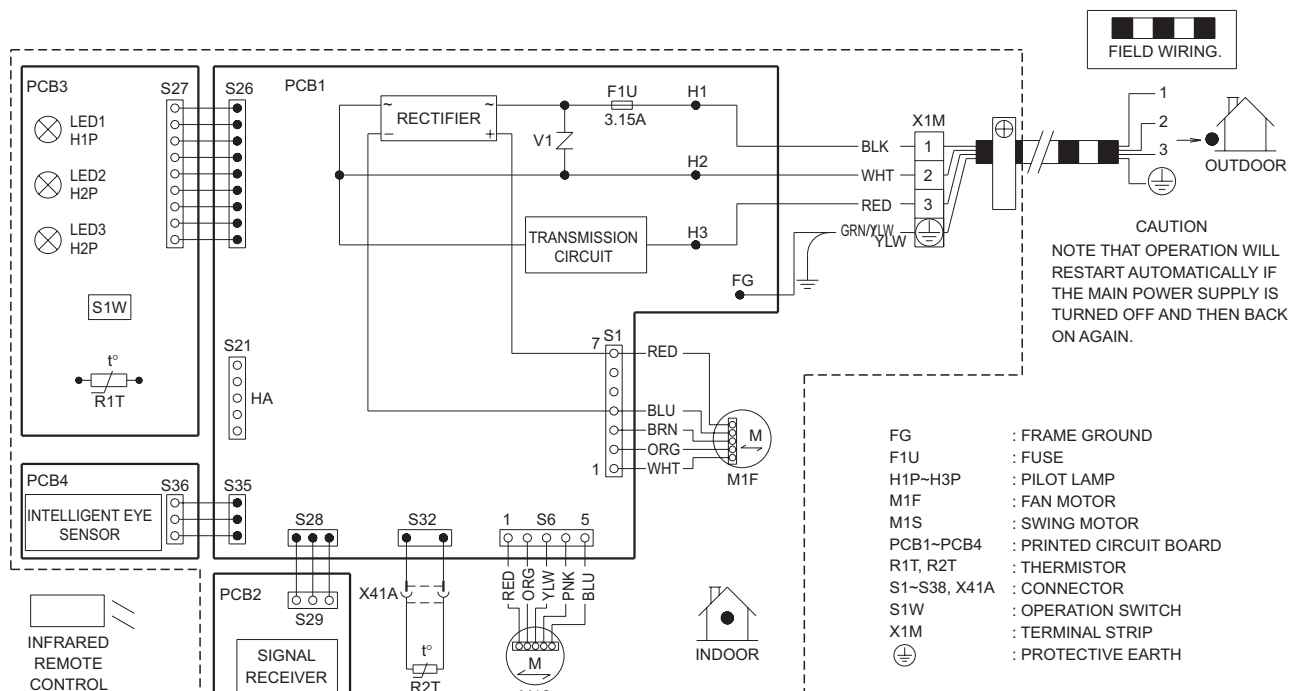 FIELD WIRING.
PCB3
S27
S26
PCB1
LED1
H1P
LED2
H2P
LED3
H2P
S1W
t°
R1T
S21
HA
RECTIFIER
~
~
−
+
V1
F1U
3.15A
H1
H2
H3
TRANSMISSION
CIRCUIT
FG
BLK
WHT
RED
GRN/YLW
YLW
X1M
1
2
3
1
2
3
OUTDOOR
CAUTION
NOTE THAT OPERATION WILL
RESTART AUTOMATICALLY IF
THE MAIN POWER SUPPLY IS
TURNED OFF AND THEN BACK
ON AGAIN.
7
S1
RED
BLU
BRN
ORG
1
WHT
M
M1F
PCB4
S36
S35
INTELLIGENT EYE
SENSOR
S28
S32
1
S6
5
RED
ORG
YLW
PNK
BLU
PCB2
S29
SIGNAL
RECEIVER
X41A
t°
R2T
M
INFRARED
REMOTE
CONTROL
INDOOR
FG : FRAME GROUND
F1U : FUSE
H1P~H3P : PILOT LAMP
M1F : FAN MOTOR
M1S : SWING MOTOR
PCB1~PCB4 : PRINTED CIRCUIT BOARD
R1T, R2T : THERMISTOR
S1~S38, X41A : CONNECTOR
S1W : OPERATION SWITCH
X1M : TERMINAL STRIP
: PROTECTIVE EARTH